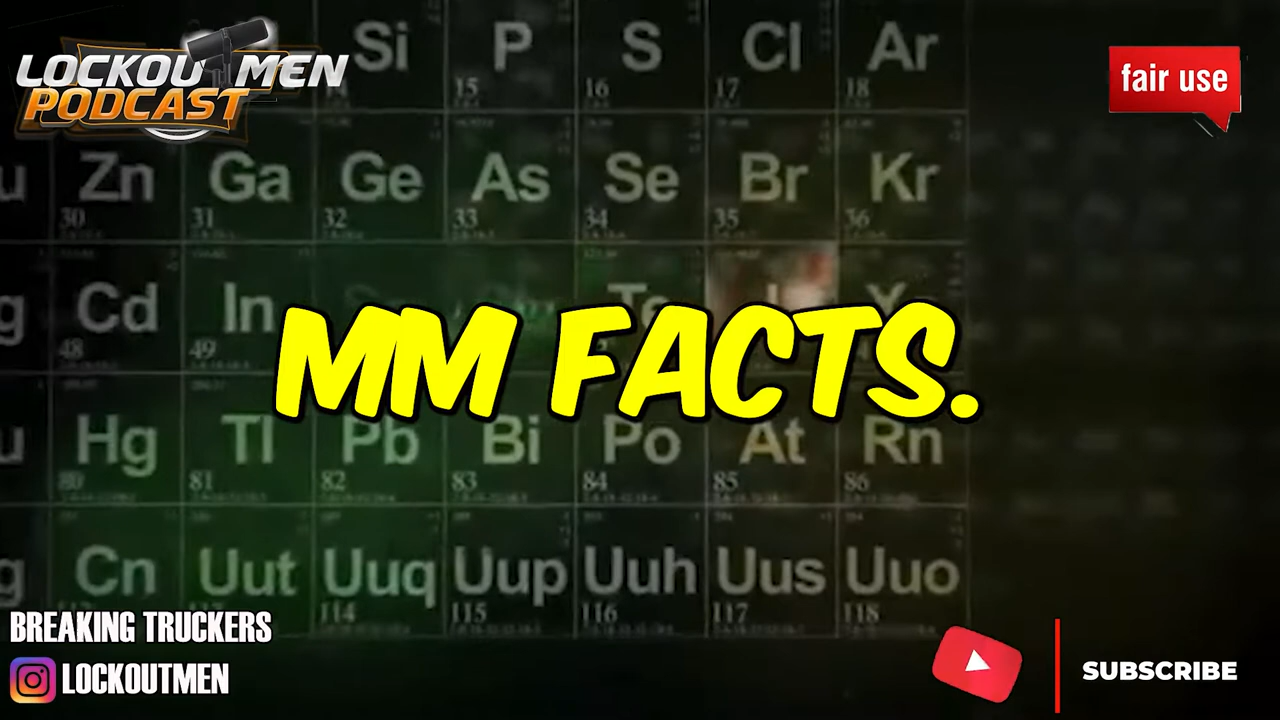 LOCKOUTMEN
PODCAST
fair use
Si P S Cl Ar
15 16 17 18
Zn Ga Ge As Se Br Kr
30 31 32 33 34 35 36
Cd In Te
48 49
MM FACTS.
Hg Tl Pb Bi Po At Rn
80 81 82 83 84 85 86
Cn Uut Uuq Uup Uuh Uus Uuo
114 115 116 117 118
BREAKING TRUCKERS
LOCKOUTMEN
SUBSCRIBE